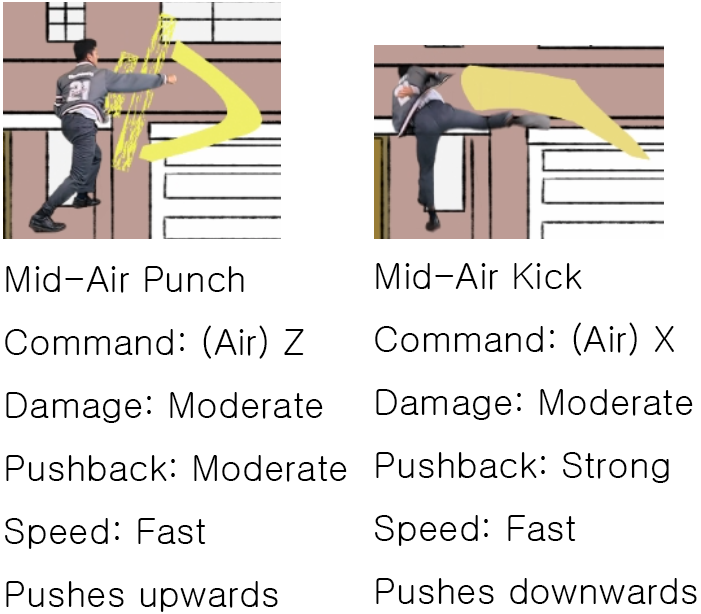 Mid-Air Punch
Command: (Air) Z
Damage: Moderate
Pushback: Moderate
Speed: Fast
Pushes upwards
Mid-Air Kick
Command: (Air) X
Damage: Moderate
Pushback: Strong
Speed: Fast
Pushes downwards